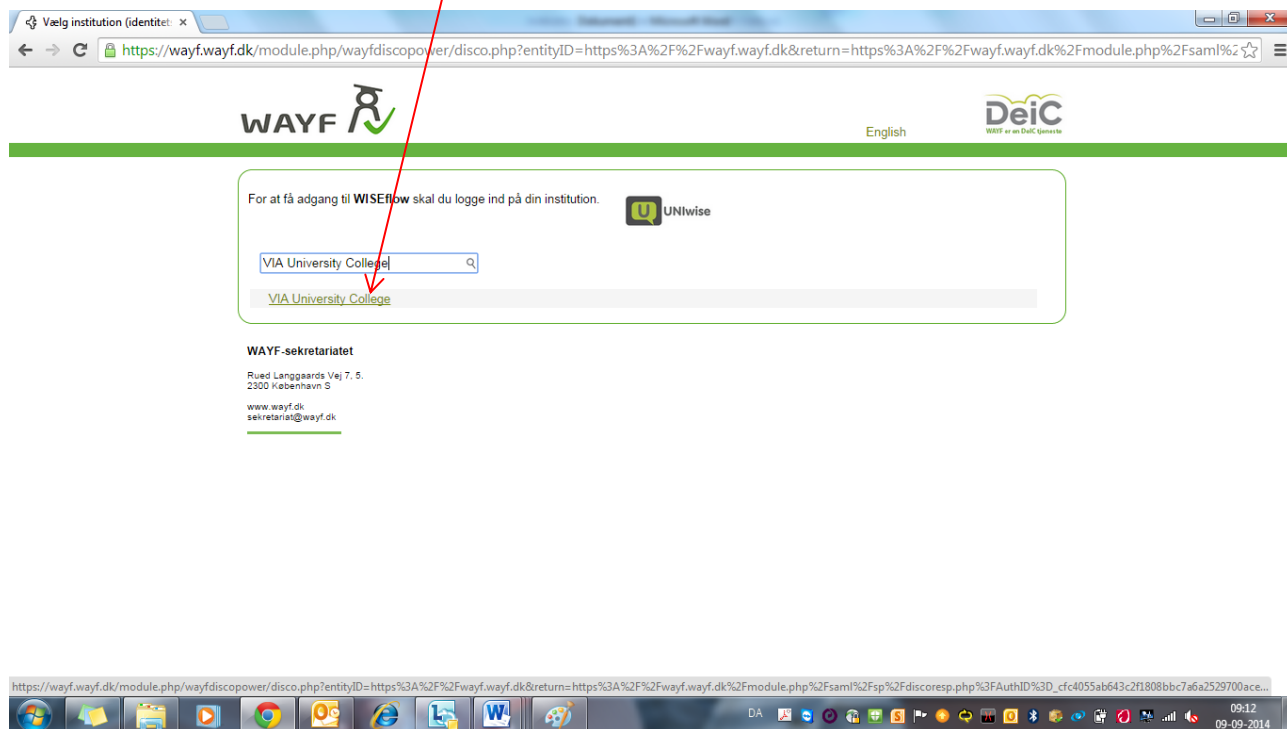 Vælg institution (identitet:
https://wayf.wayf.dk/module.php/wayfdiscopower/disco.php?entityID=https%3A%2F%2Fwayf.wayf.dk&return=https%3A%2F%2Fwayf.wayf.dk%2Fmodule.php%2Fsaml%2
WAYF
English
DeiC
WAYF er en DeiC tjeneste
For at få adgang til WISEflow skal du logge ind på din institution.
U UNIwise
VIA University College
VIA University College
WAYF-sekretariatet
Rued Langgaards Vej 7, 5.
2300 København S
www.wayf.dk
sekretariat@wayf.dk
https://wayf.wayf.dk/module.php/wayfdiscopower/disco.php?entityID=https%3A%2F%2Fwayf.wayf.dk&return=https%3A%2F%2Fwayf.wayf.dk%2Fmodule.php%2Fsaml%2Fsp%2Fdiscoresp.php%3FAuthID%3D_cfc4055ab643c2f1808bbc7a6a2529700ace...
DA
09:12
09-09-2014